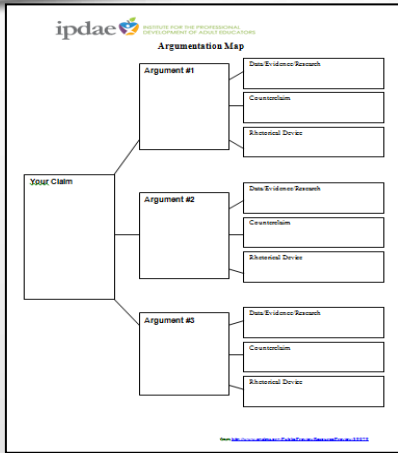 ipdae INSTITUTE FOR THE PROFESSIONAL
DEVELOPMENT OF ADULT EDUCATORS
Argumentation Map
Argument #1
Data/Evidence/Research
Counterclaim
Rhetorical Device
Your Claim
Argument #2
Data/Evidence/Research
Counterclaim
Rhetorical Device
Argument #3
Data/Evidence/Research
Counterclaim
Rhetorical Device